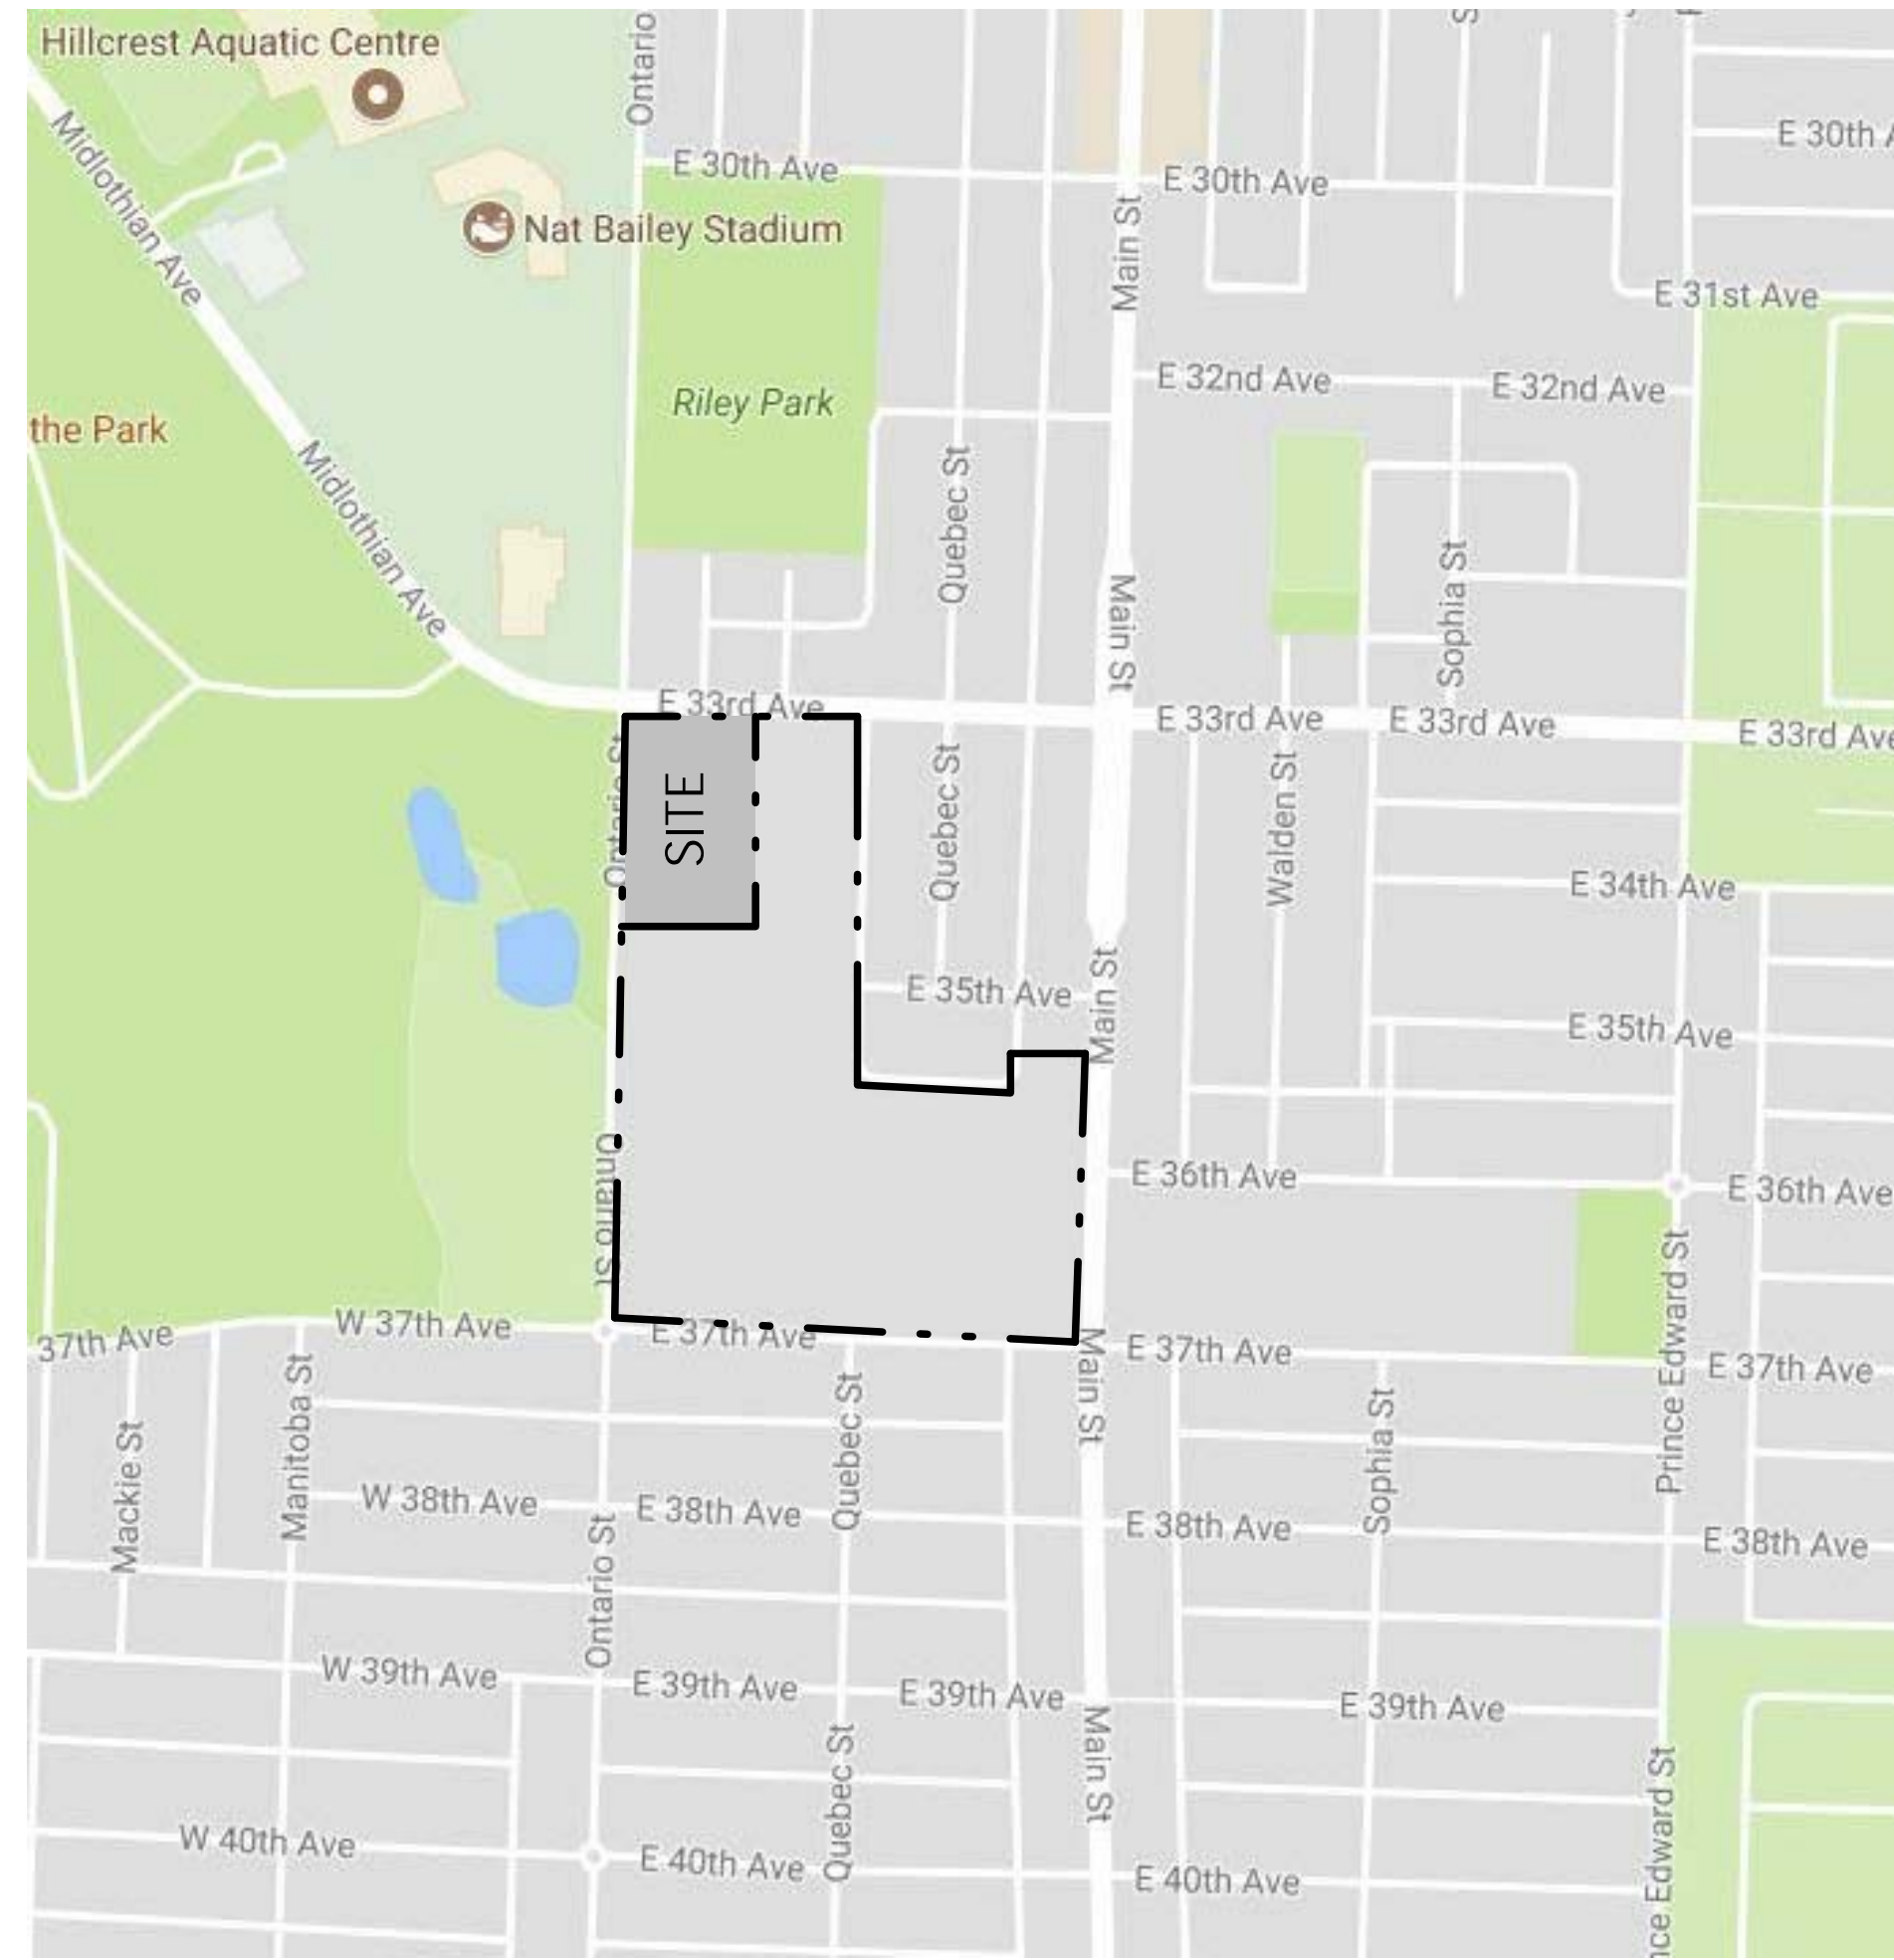 Hillcrest Aquatic Centre
Ontario
E 30th
E 30th Ave
E 30th Ave
Midlothian Ave
Nat Bailey Stadium
Main St
E 31st Ave
Riley Park
E 32nd Ave
E 32nd Ave
the Park
Midlothian Ave
Quebec St
Main St
Sophia St
E 33rd Ave
E 33rd Ave
E 33rd Ave
E 33rd Ave
Ontario St
SITE
Quebec St
Walden St
E 34th Ave
E 35th Ave
Main St
E 35th Ave
E 36th Ave
E 36th Ave
Ontario St
Prince Edward St
37th Ave
W 37th Ave
E 37th Ave
E 37th Ave
E 37th Ave
Main St
Mackie St
Manitoba St
Quebec St
Sophia St
W 38th Ave
E 38th Ave
E 38th Ave
E 38th Ave
Ontario St
W 39th Ave
E 39th Ave
E 39th Ave
E 39th Ave
Main St
Quebec St
nce Edward St
W 40th Ave
E 40th Ave
E 40th Ave